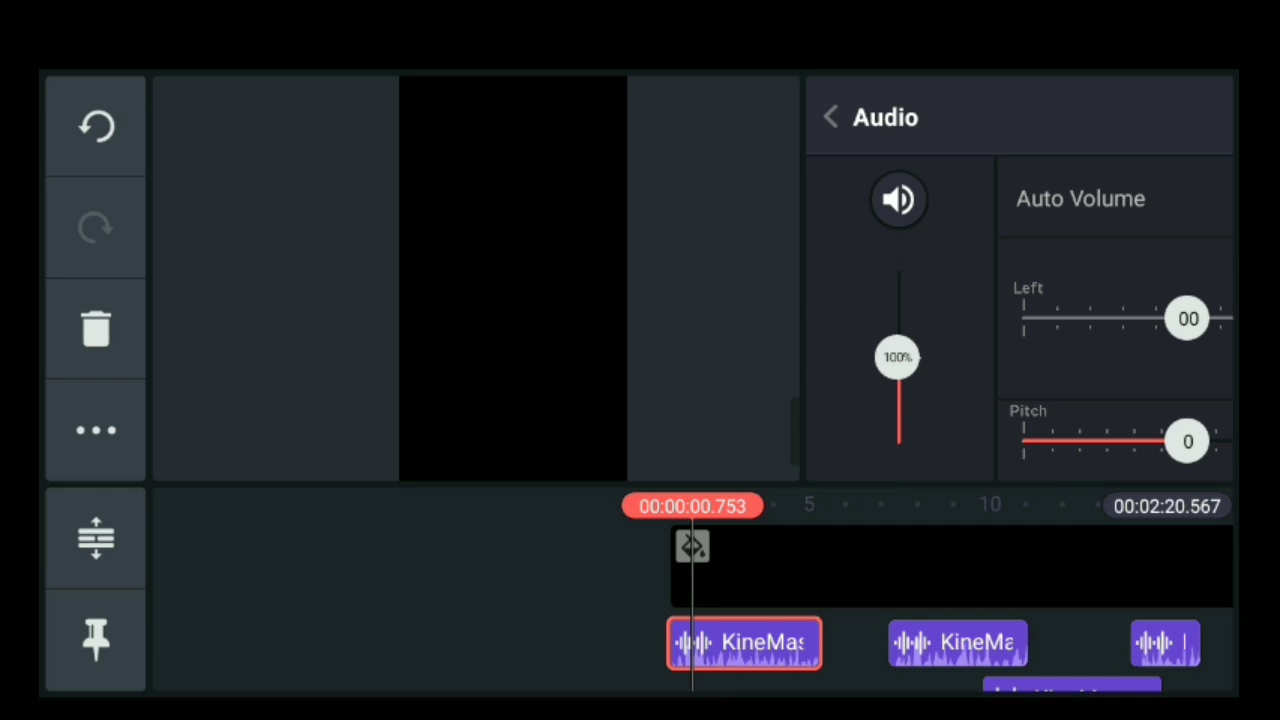 Audio
Auto Volume
Left
00
100%
Pitch
0
00:00:00.753
5
10
00:02:20.567
KineMas
KineMa